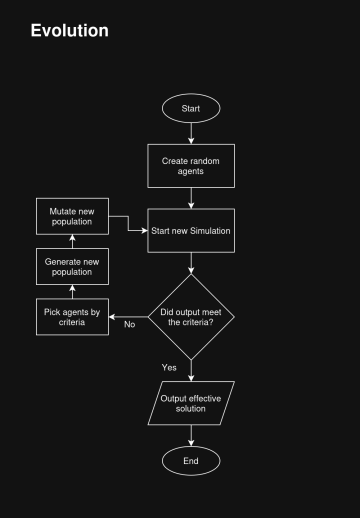 Evolution
Start
Create random
agents
Start new Simulation
Mutate new
population
Generate new
population
Pick agents by
criteria
Did output meet
the criteria?
No
Yes
Output effective
solution
End